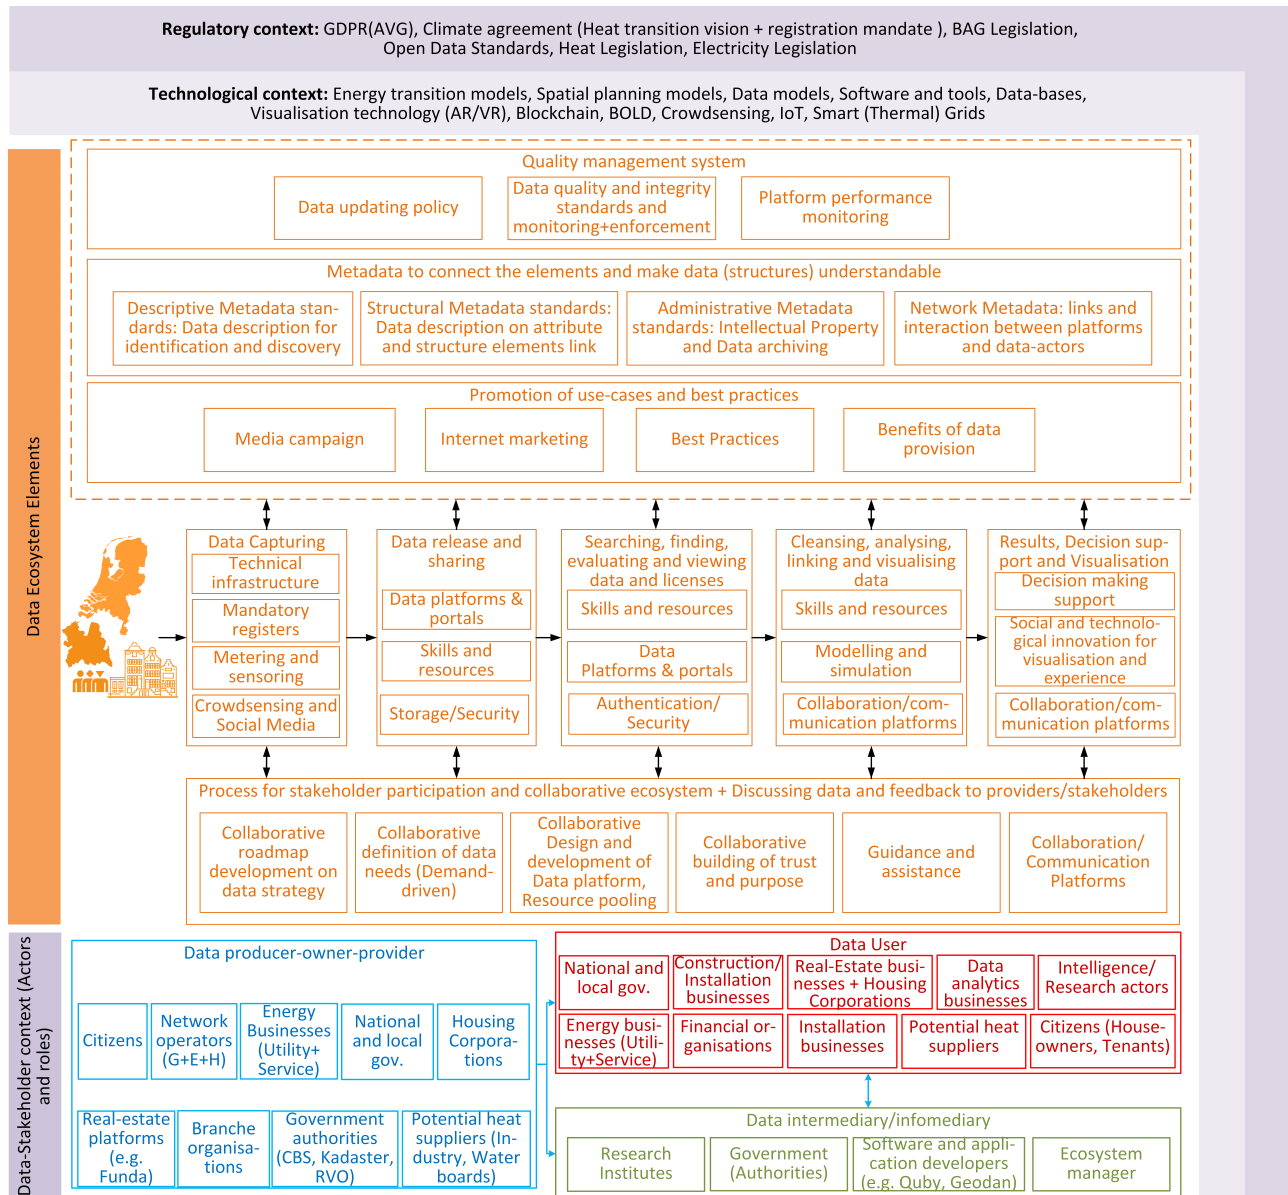 Regulatory context: GDPR(AVG), Climate agreement (Heat transition vision + registration mandate ), BAG Legislation,
Open Data Standards, Heat Legislation, Electricity Legislation
Technological context: Energy transition models, Spatial planning models, Data models, Software and tools, Data-bases,
Visualisation technology (AR/VR), Blockchain, BOLD, Crowdsensing, IoT, Smart (Thermal) Grids
Data Ecosystem Elements
Quality management system
Data updating policy
Data quality and integrity
standards and
monitoring+enforcement
Platform performance
monitoring
Metadata to connect the elements and make data (structures) understandable
Descriptive Metadata stan-
dards: Data description for
identification and discovery
Structural Metadata standards:
Data description on attribute
and structure elements link
Administrative Metadata
standards: Intellectual Property
and Data archiving
Network Metadata: links and
interaction between platforms
and data-actors
Promotion of use-cases and best practices
Media campaign
Internet marketing
Best Practices
Benefits of data
provision
Data Capturing
Technical
infrastructure
Mandatory
registers
Metering and
sensoring
Crowdsensing and
Social Media
Data release and
sharing
Data platforms &
portals
Skills and
resources
Storage/Security
Searching, finding,
evaluating and viewing
data and licenses
Skills and resources
Data
Platforms & portals
Authentication/
Security
Cleansing, analysing,
linking and visualising
data
Skills and resources
Modelling and
simulation
Collaboration/com-
munication platforms
Results, Decision sup-
port and Visualisation
Decision making
support
Social and technolo-
gical innovation for
visualisation and
experience
Collaboration/com-
munication platforms
Process for stakeholder participation and collaborative ecosystem + Discussing data and feedback to providers/stakeholders
Collaborative
roadmap
development on
data strategy
Collaborative
definition of data
needs (Demand-
driven)
Collaborative
Design and
development of
Data platform,
Resource pooling
Collaborative
building of trust
and purpose
Guidance and
assistance
Collaboration/
Communication
Platforms
Data-Stakeholder context (Actors
and roles)
Data producer-owner-provider
Citizens
Network
operators
(G+E+H)
Energy
Businesses
(Utility+
Service)
National
and local
gov.
Housing
Corpora-
tions
Real-estate
platforms
(e.g.
Funda)
Branche
organisa-
tions
Government
authorities
(CBS, Kadaster,
RVO)
Potential heat
suppliers (In-
dustry, Water
boards)
Data User
National and
local gov.
Construction/
Installation
businesses
Real-Estate busi-
nesses + Housing
Corporations
Data
analytics
businesses
Intelligence/
Research actors
Energy busi-
nesses (Utili-
ty+Service)
Financial or-
ganisations
Installation
businesses
Potential heat
suppliers
Citizens (House-
owners, Tenants)
Data intermediary/infomediary
Research
Institutes
Government
(Authorities)
Software and appli-
cation developers
(e.g. Quby, Geodan)
Ecosystem
manager